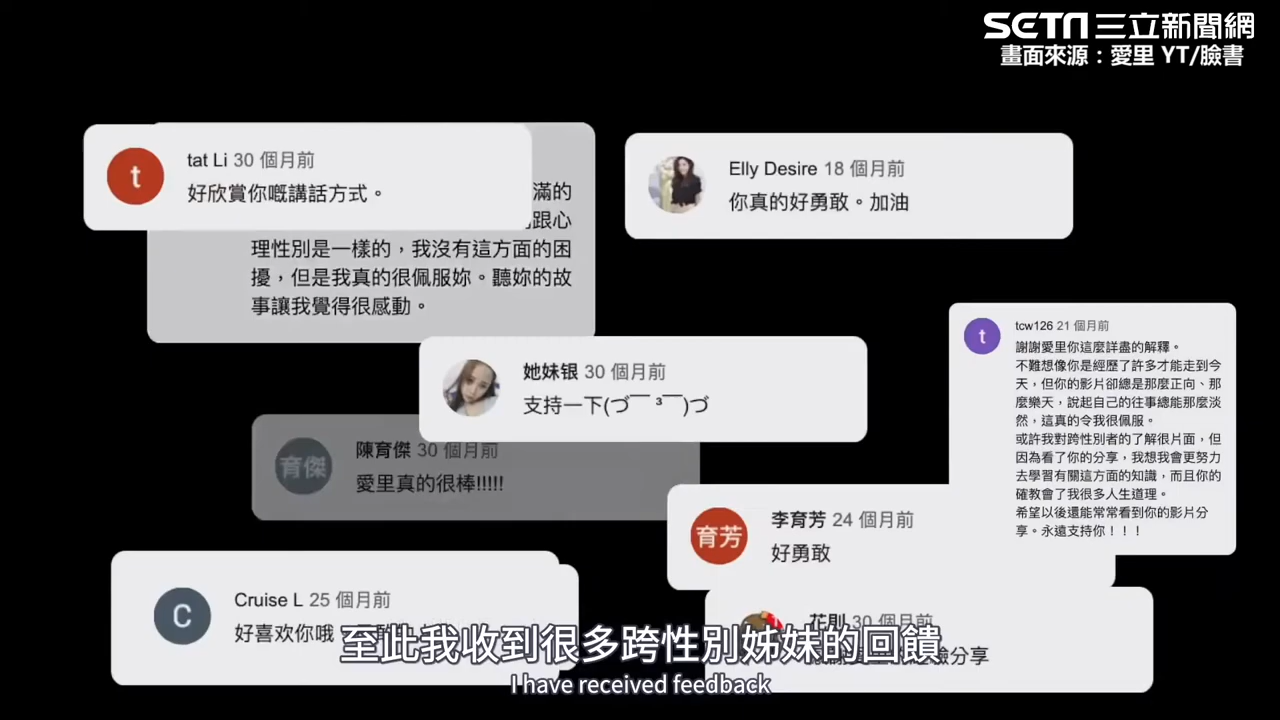 SETN 三立新聞網
畫面來源：愛里 YT/臉書
t
tat Li 30 個月前
好欣賞你嘅講話方式。
滿的
跟心
理性別是一樣的，我沒有這方面的困
擾，但是我真的很佩服妳。聽妳的故
事讓我覺得很感動。
Elly Desire 18 個月前
你真的好勇敢。加油
t
tcw126 21 個月前
謝謝愛里你這麼詳盡的解釋。
不難想像你是經歷了許多才能走到今
天，但你的影片卻總是那麼正向、那
麼樂天，說起自己的往事總能那麼淡
然，這真的令我很佩服。
或許我對跨性別者的了解很片面，但
因為看了你的分享，我想我會更努力
去學習有關這方面的知識，而且你的
確教會了我很多人生道理。
希望以後還能常常看到你的影片分
享。永遠支持你！！！
她妹银 30 個月前
支持一下(づ￣ ³￣)づ
育傑
陳育傑 30 個月前
愛里真的很棒!!!!!
育芳
李育芳 24 個月前
好勇敢
C
Cruise L 25 個月前
好喜欢你哦
花則 30 個月前
分享
至此我收到很多跨性別姊妹的回饋
I have received feedback